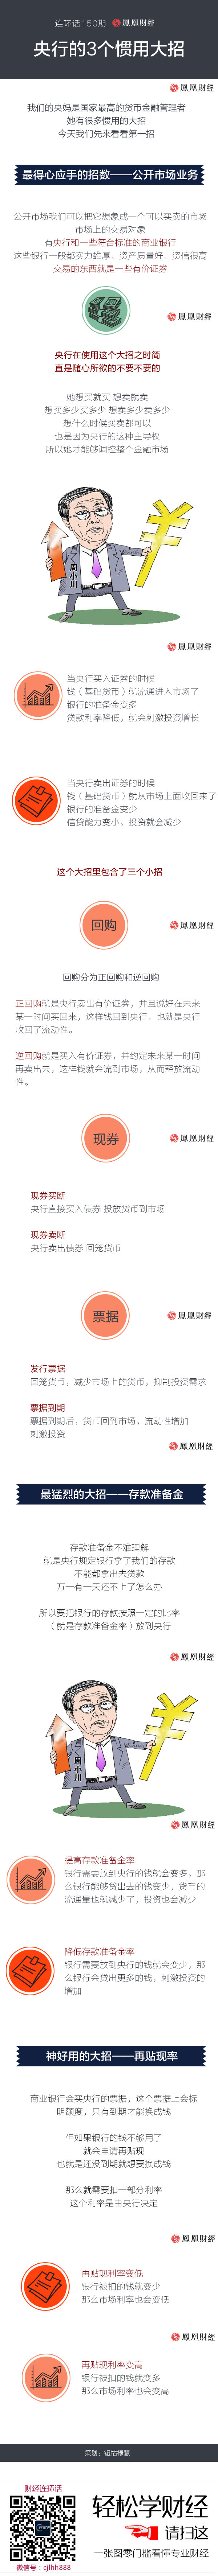 连环话150期 鳳凰财經
央行的3个惯用大招
鳳凰财經
我们的央妈是国家最高的货币金融管理者
她有很多惯用的大招
今天我们先来看看第一招
最得心应手的招数——公开市场业务
公开市场我们可以把它想象成一个可以买卖的市场
市场上的交易对象
有央行和一些符合标准的商业银行
这些银行一般都实力雄厚、资产质量好、资信很高
交易的东西就是一些有价证券
鳳凰财經
央行在使用这个大招之时简
直是随心所欲的不要不要的
她想买就买 想卖就卖
想买多少买多少 想卖多少卖多少
想什么时候买卖都可以
也是因为央行的这种主导权
所以她才能够调控整个金融市场
周小川
鳳凰财經
当央行买入证券的时候
钱（基础货币）就流通进入市场了
银行的准备金变多
贷款利率降低，就会刺激投资增长
当央行卖出证券的时候
钱（基础货币）就从市场上面收回来了
银行的准备金变少
信贷能力变小，投资就会减少
这个大招里包含了三个小招
回购
鳳凰财經
回购分为正回购和逆回购
正回购就是央行卖出有价证券，并且说好在未来
某一时间买回来，这样钱回到央行，也就是央行
收回了流动性。
逆回购就是买入有价证券，并约定未来某一时间
再卖出去，这样钱就会流到市场，从而释放流动
性。
现券
鳳凰财經
现券买断
央行直接买入债券 投放货币到市场
现券卖断
央行卖出债券 回笼货币
票据
鳳凰财經
发行票据
回笼货币，减少市场上的货币，抑制投资需求
票据到期
票据到期后，货币回到市场，流动性增加
刺激投资
鳳凰财經
最猛烈的大招——存款准备金
存款准备金不难理解
就是央行规定银行拿了我们的存款
不能都拿出去贷款
万一有一天还不上了怎么办
所以要把银行的存款按照一定的比率
（就是存款准备金率）放到央行
鳳凰财經
周小川
鳳凰财經
提高存款准备金率
银行需要放到央行的钱就会变多，那
么银行能够贷出去的钱变少，货币的
流通量也就减少了，投资也会减少
降低存款准备金率
银行需要放到央行的钱就会变少，那
么银行会贷出更多的钱，刺激投资的
增加
神好用的大招——再贴现率
商业银行会买央行的票据，这个票据上会标
明额度，只有到期才能换成钱
但如果银行的钱不够用了
就会申请再贴现
也就是还没到期就想要换成钱
那么就需要扣一部分利率
这个利率是由央行决定
鳳凰财經
再贴现利率变低
银行被扣的钱就变少
那么市场利率也会变低
鳳凰财經
再贴现利率变高
银行被扣的钱就变多
那么市场利率也会变高
策划：钮牯缪慧
财经连环话
微信号：cjlhh888
轻松学财经
请扫这
一张图零门槛看懂专业财经